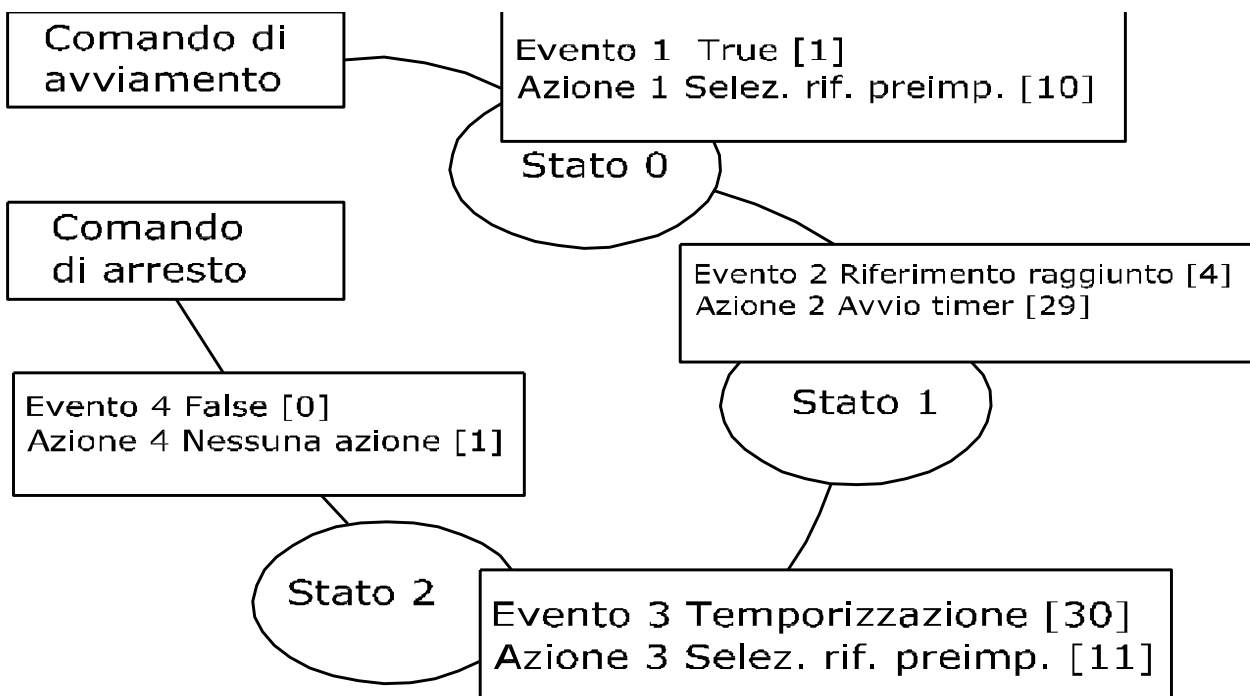 Comando di
avviamento
Evento 1 True [1]
Azione 1 Selez. rif. preimp. [10]
Stato 0
Comando
di arresto
Evento 2 Riferimento raggiunto [4]
Azione 2 Avvio timer [29]
Stato 1
Evento 4 False [0]
Azione 4 Nessuna azione [1]
Stato 2
Evento 3 Temporizzazione [30]
Azione 3 Selez. rif. preimp. [11]